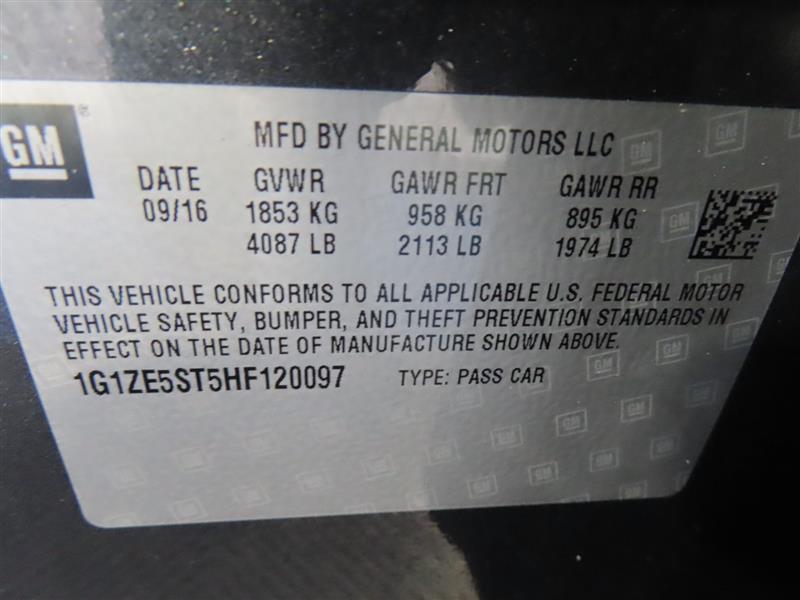 GM®
MFD BY GENERAL MOTORS LLC
DATE GVWR GAWR FRT GAWR RR
09/16 1853 KG 958 KG 895 KG
4087 LB 2113 LB 1974 LB
THIS VEHICLE CONFORMS TO ALL APPLICABLE U.S. FEDERAL MOTOR
VEHICLE SAFETY, BUMPER, AND THEFT PREVENTION STANDARDS IN
EFFECT ON THE DATE OF MANUFACTURE SHOWN ABOVE.
1G1ZE5ST5HF120097 TYPE: PASS CAR